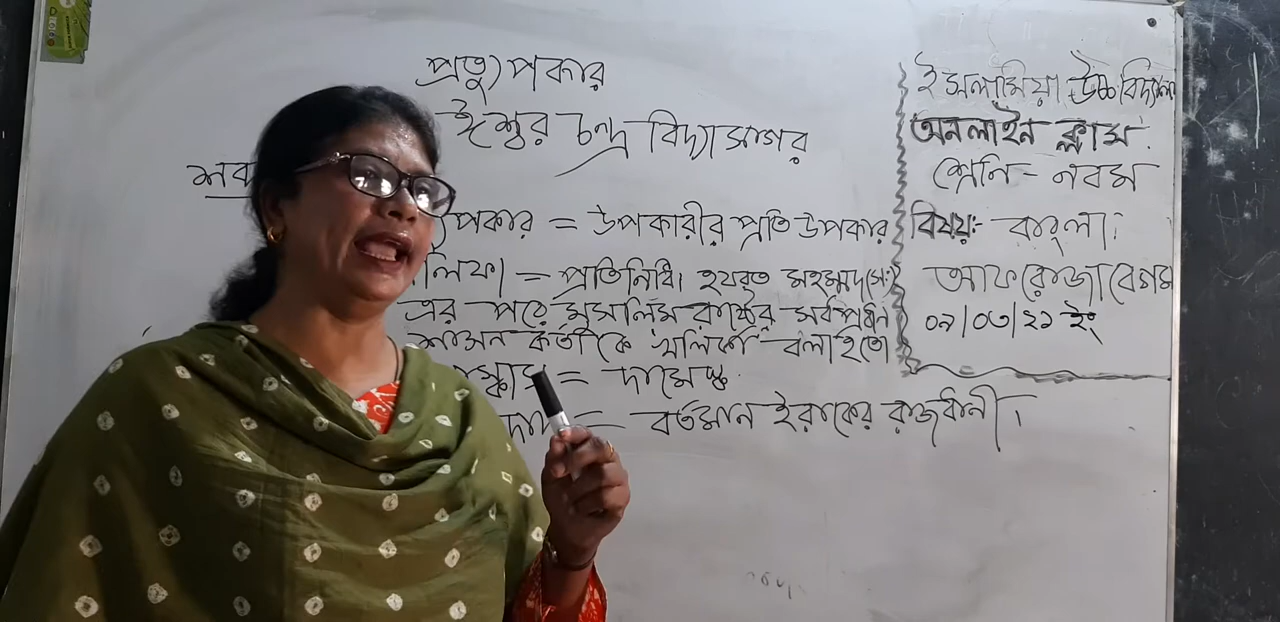 প্রত্যুপকার
ঈশ্বর চন্দ্র বিদ্যাসাগর
শব্দ
পকার = উপকারীর প্রতি উপকার
লিফা = প্রতিনিধি। হযরত মহম্মদ (সঃ)
এর পরে মুসলিম রাষ্ট্রের সর্বপ্রধান
শাসন কর্তাকে খলিফা বলা হতো
= দামেস্ক
= বর্তমান ইরাকের রাজধানী।
ইসলামিয়া উচ্চ বিদ্যালয়
অনলাইন ক্লাস
শ্রেনি - নবম
বিষয়ঃ বাংলা।
আফরোজা বেগম
০৯/০৩/২১ ইং